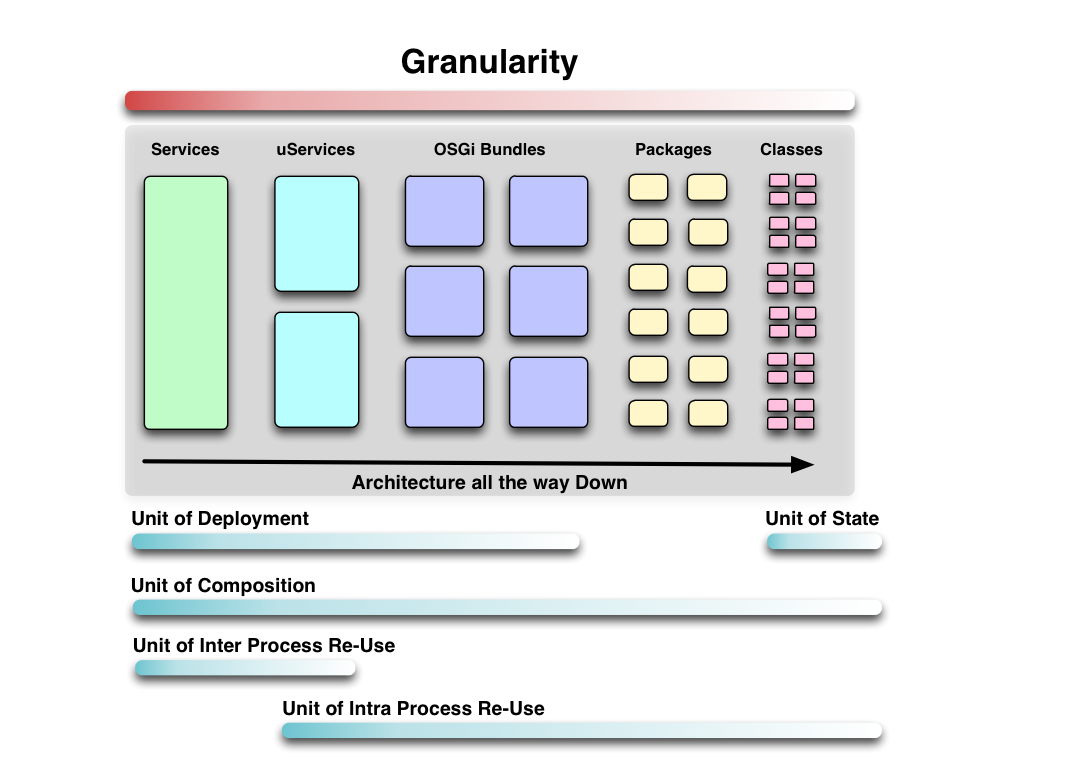 Granularity
Services uServices OSGi Bundles Packages Classes
Architecture all the way Down
Unit of Deployment Unit of State
Unit of Composition
Unit of Inter Process Re-Use
Unit of Intra Process Re-Use